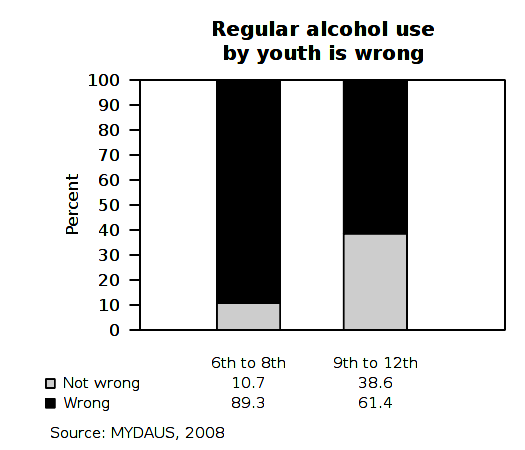 Regular alcohol use
by youth is wrong
100
90
80
70
60
50
40
30
20
10
0
Percent
6th to 8th 9th to 12th
Not wrong 10.7 38.6
Wrong 89.3 61.4
Source: MYDAUS, 2008